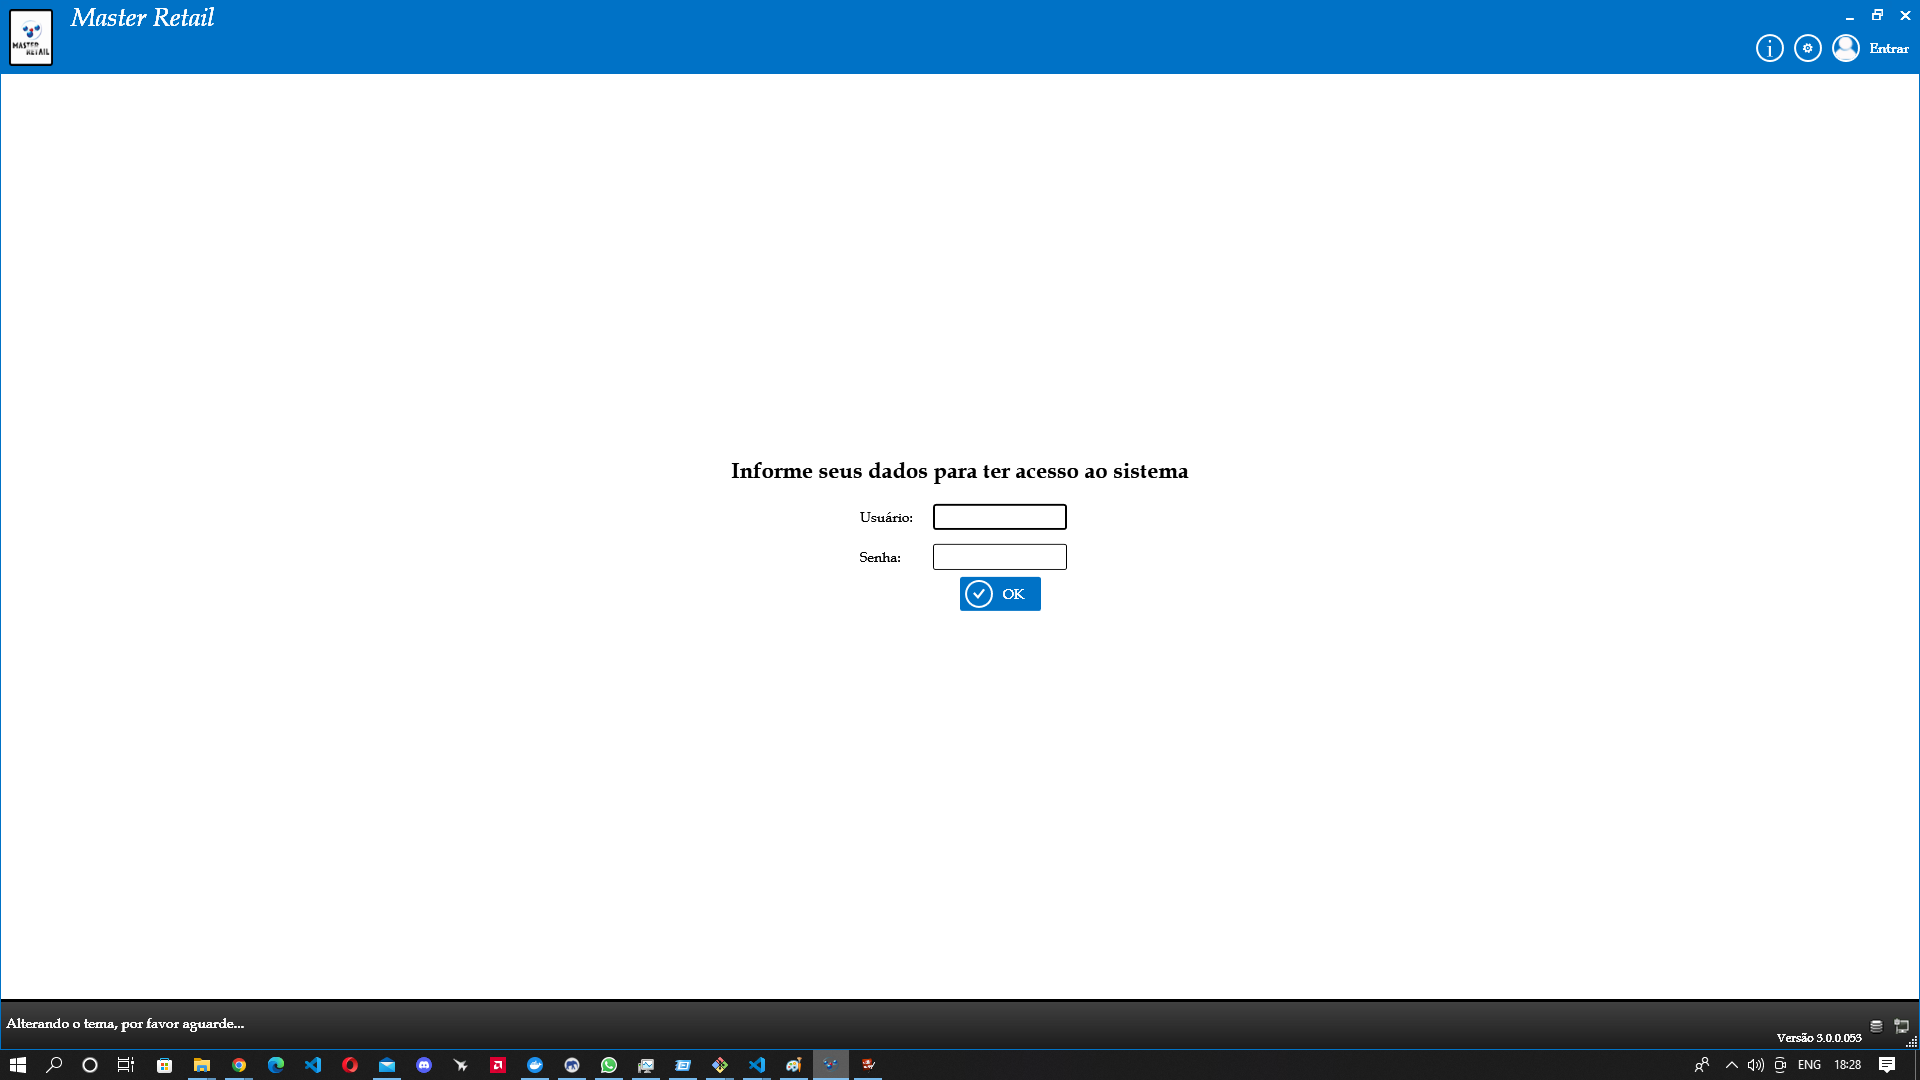 Master Retail
MASTER
RETAIL
Entrar
Informe seus dados para ter acesso ao sistema
Usuário:
Senha:
OK
Alterando o tema, por favor aguarde...
Versão 3.0.0.053
ENG
18:28